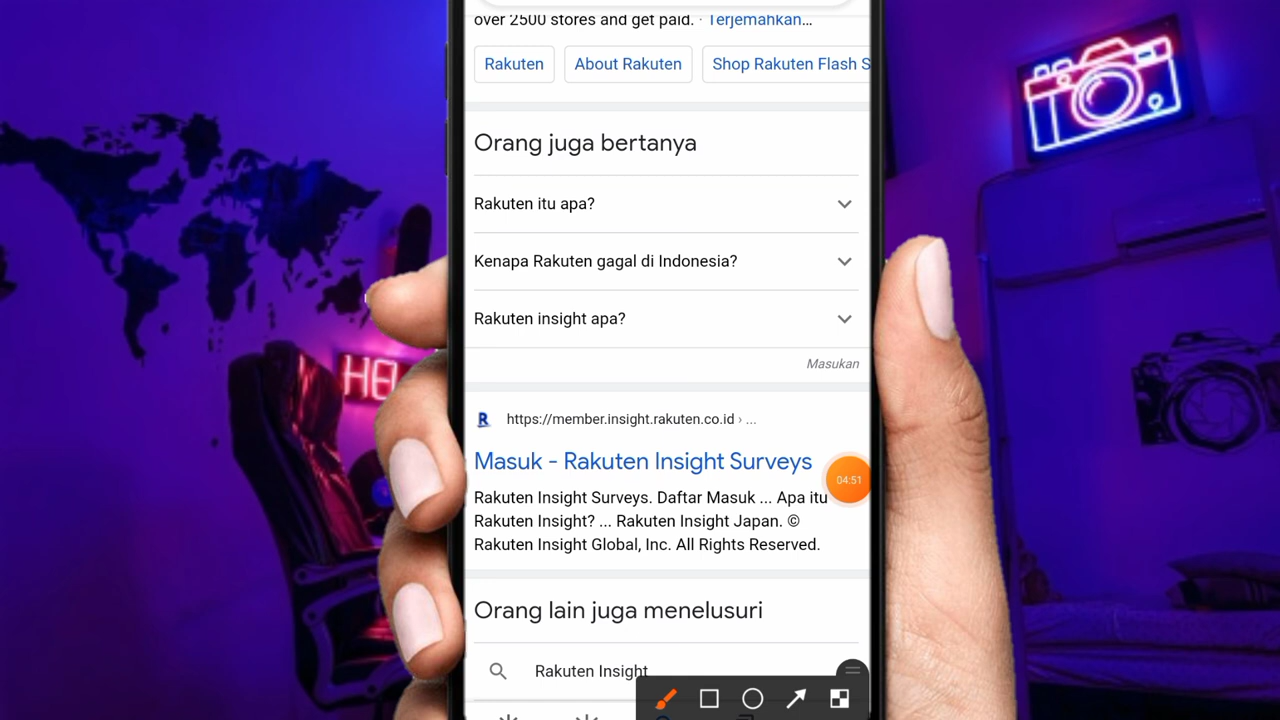 over 2500 stores and get paid. · Terjemahkan...
Rakuten
About Rakuten
Shop Rakuten Flash S
Orang juga bertanya
Rakuten itu apa?
Kenapa Rakuten gagal di Indonesia?
Rakuten insight apa?
Masukan
https://member.insight.rakuten.co.id › ...
Masuk - Rakuten Insight Surveys
04:51
Rakuten Insight Surveys. Daftar Masuk ... Apa itu
Rakuten Insight? ... Rakuten Insight Japan. ©
Rakuten Insight Global, Inc. All Rights Reserved.
Orang lain juga menelusuri
Rakuten Insight